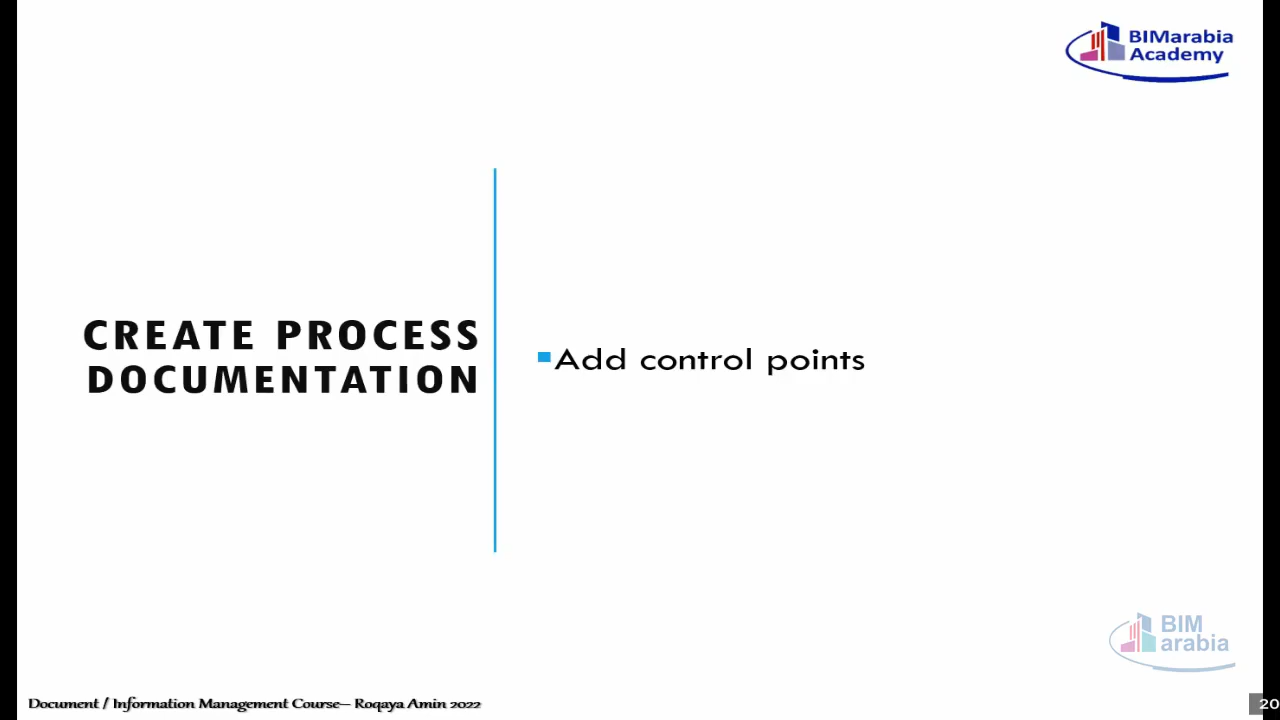 BIMarabia
Academy
CREATE PROCESS
DOCUMENTATION
▪Add control points
BIM
arabia
Document / Information Management Course– Roqaya Amin 2022
20